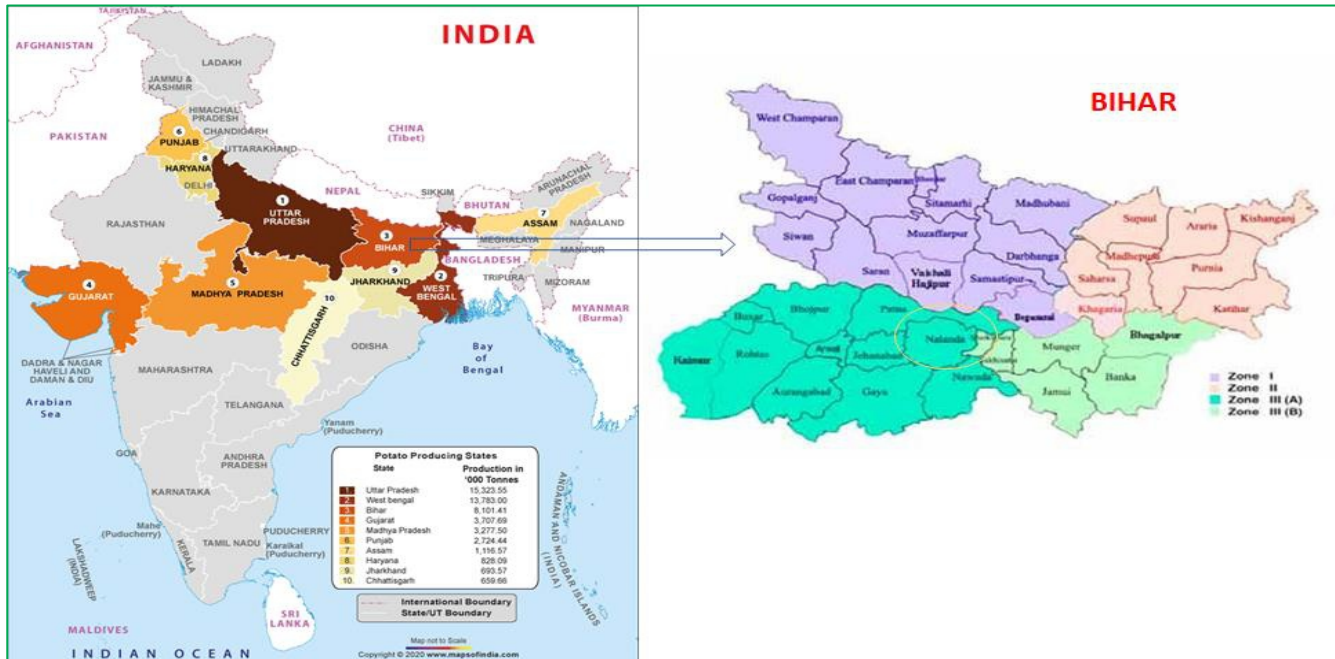 INDIA
TAJIKISTAN
AFGHANISTAN
LADAKH
JAMMU &
KASHMIR
HIMACHAL
PRADESH
PAKISTAN
6
PUNJAB
CHANDIGARH
CHINA
(Tibet)
8
HARYANA
UTTARAKHAND
DELHI
RAJASTHAN
1
UTTAR
PRADESH
NEPAL
SIKKIM
BHUTAN
ARUNACHAL
PRADESH
7
ASSAM
NAGALAND
MEGHALAYA
MANIPUR
3
BIHAR
BANGLADESH
TRIPURA
MIZORAM
MYANMAR
(Burma)
4
GUJARAT
5
MADHYA PRADESH
9
JHARKHAND
2
WEST
BENGAL
10
CHHATTISGARH
ODISHA
DADRA & NAGAR
HAVELI AND
DAMAN & DIU
MAHARASHTRA
Arabian
Sea
Bay
of
Bengal
TELANGANA
Yanam
(Puducherry)
GOA
ANDHRA
PRADESH
KARNATAKA
Mahe
(Puducherry)
PUDUCHERRY
Karaikal
(Puducherry)
TAMIL NADU
KERALA
LAKSHADWEEP
(INDIA)
ANDAMAN AND NICOBAR ISLANDS
(INDIA)
SRI
LANKA
MALDIVES
INDIAN OCEAN
Potato Producing States
State Production in
'000 Tonnes
1 Uttar Pradesh 15,323.55
2 West bengal 13,783.00
3 Bihar 8,101.41
4 Gujarat 3,707.69
5 Madhya Pradesh 3,277.50
6 Punjab 2,724.44
7 Assam 1,116.57
8 Haryana 828.09
9 Jharkhand 693.57
10. Chhattisgarh 659.66
International Boundary
State/UT Boundary
Map not to Scale
Copyright © 2020 www.mapsofindia.com
BIHAR
West Champaran
East Champaran
Gopalganj
Sitamarhi
Madhubani
Siwan
Muzaffarpur
Supaul
Araria
Kishanganj
Darbhanga
Madhepura
Saran
Vaishali
Hajipur
Samastipur
Saharsa
Purnia
Begusarai
Khagaria
Katihar
Buxar
Bhojpur
Patna
Nalanda
Munger
Bhagalpur
Kaimur
Rohtas
Arwal
Jehanabad
Nawada
Jamui
Banka
Aurangabad
Gaya
Zone I
Zone II
Zone III (A)
Zone III (B)